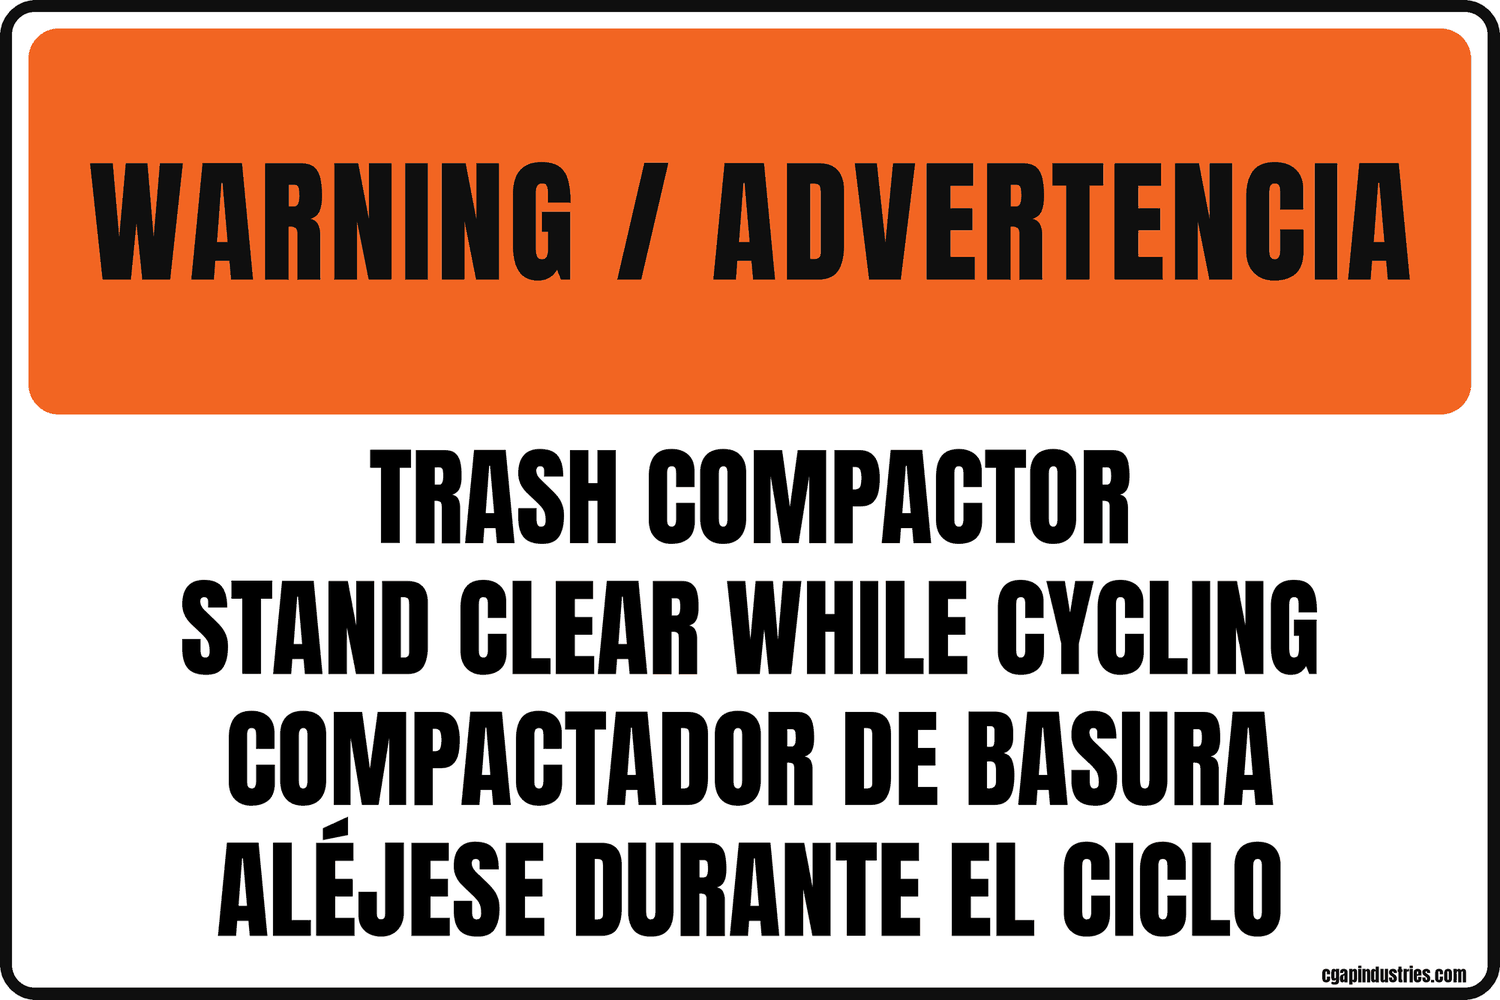 WARNING / ADVERTENCIA
TRASH COMPACTOR
STAND CLEAR WHILE CYCLING
COMPACTADOR DE BASURA
ALÉJESE DURANTE EL CICLO
cgapindustries.com